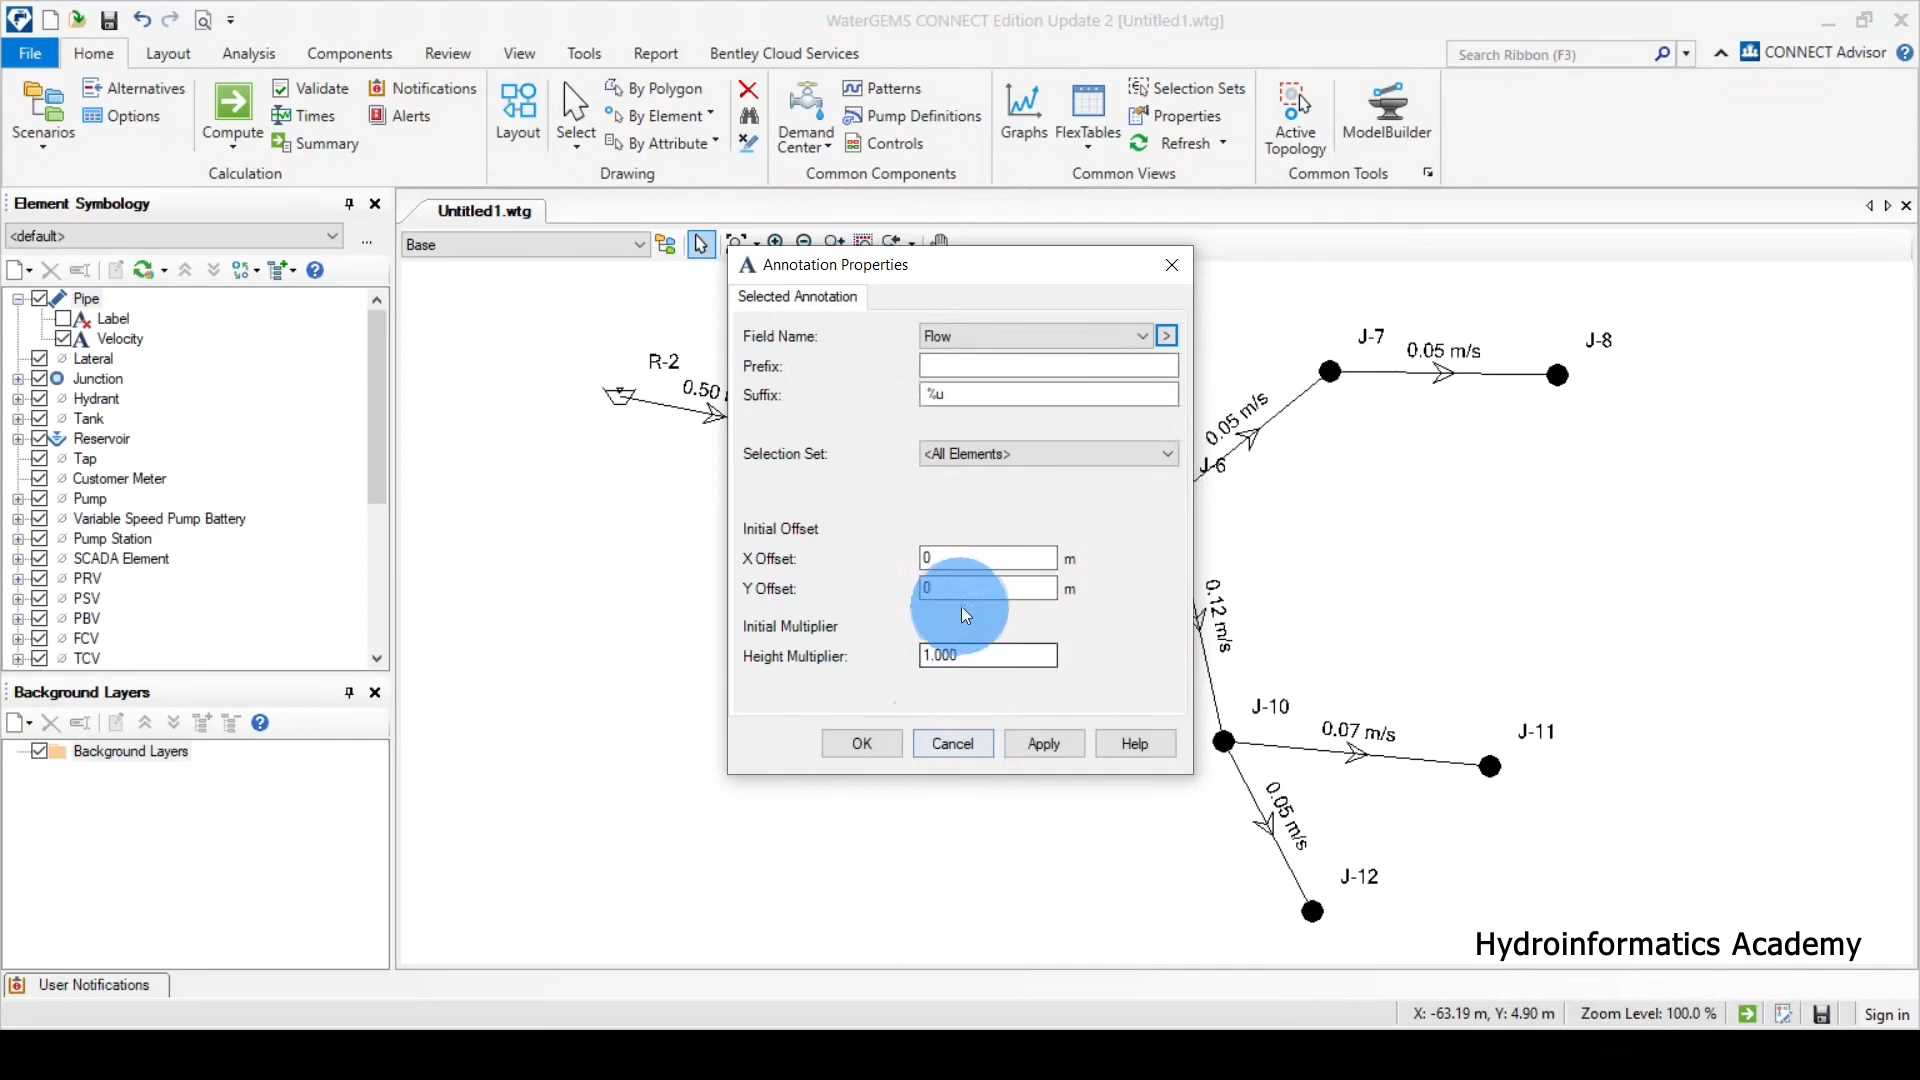 WaterGEMS CONNECT Edition Update 2 [Untitled1.wtg]
File Home Layout Analysis Components Review View Tools Report Bentley Cloud Services
Search Ribbon (F3)
CONNECT Advisor
Scenarios
Alternatives
Options
Compute
Validate
Times
Summary
Notifications
Alerts
Calculation
Layout
Select
By Polygon
By Element
By Attribute
Drawing
Demand
Center
Patterns
Pump Definitions
Controls
Common Components
Graphs
FlexTables
Selection Sets
Properties
Refresh
Common Views
Active
Topology
ModelBuilder
Common Tools
Element Symbology
<default>
...
Pipe
Label
Velocity
Lateral
Junction
Hydrant
Tank
Reservoir
Tap
Customer Meter
Pump
Variable Speed Pump Battery
Pump Station
SCADA Element
PRV
PSV
PBV
FCV
TCV
Background Layers
Background Layers
Untitled1.wtg
Base
Annotation Properties
Selected Annotation
Field Name: Flow >
Prefix:
Suffix: %u
Selection Set: <All Elements>
Initial Offset
X Offset: 0 m
Y Offset: 0 m
Initial Multiplier
Height Multiplier: 1.000
OK Cancel Apply Help
R-2
0.50
J-7
0.05 m/s
J-8
0.05 m/s
J-6
0.12 m/s
J-10
0.07 m/s
J-11
0.05 m/s
J-12
Hydroinformatics Academy
User Notifications
X: -63.19 m, Y: 4.90 m Zoom Level: 100.0 % Sign in